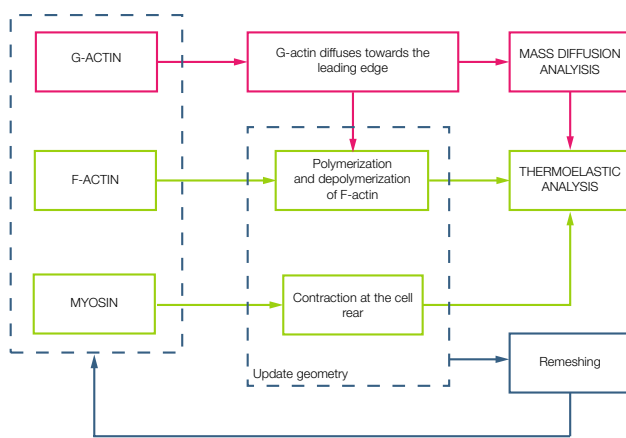 G-ACTIN
G-actin diffuses towards the
leading edge
MASS DIFFUSION
ANALYISIS
F-ACTIN
Polymerization
and depolymerization
of F-actin
THERMOELASTIC
ANALYSIS
MYOSIN
Contraction at the cell
rear
Update geometry
Remeshing